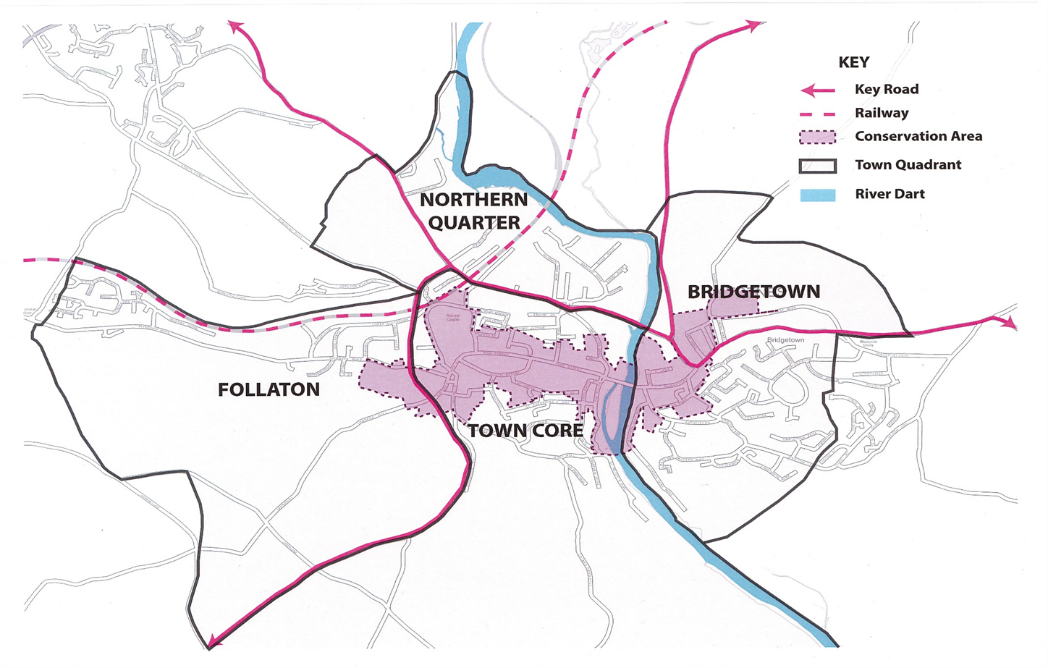 KEY
Key Road
Railway
Conservation Area
Town Quadrant
River Dart
NORTHERN
QUARTER
BRIDGETOWN
Bridgetown
FOLLATON
TOWN CORE